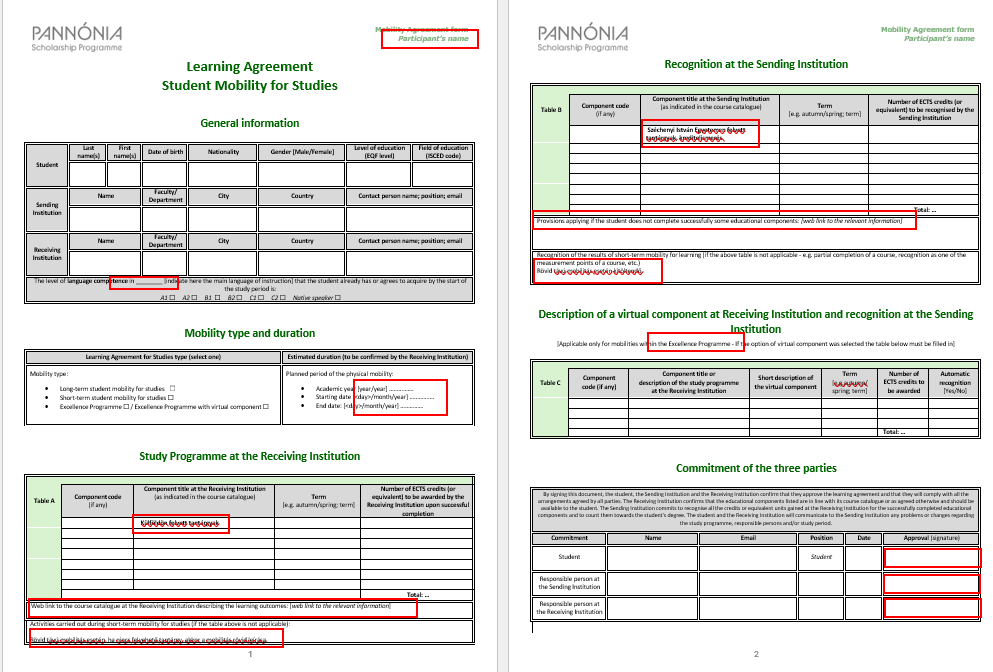 PANNÓNIA
Scholarship Programme
Mobility Agreement form
Participant's name
Learning Agreement
Student Mobility for Studies
General information
Student
Last name(s)
First name(s)
Date of birth
Nationality
Gender [Male/Female]
Level of education (EQF level)
Field of education (ISCED code)
Sending Institution
Name
Faculty/ Department
City
Country
Contact person name; position; email
Receiving Institution
Name
Faculty/ Department
City
Country
Contact person name; position; email
The level of language competence in ________ [indicate here the main language of instruction] that the student already has or agrees to acquire by the start of
the study period is:
A1 ☐ A2 ☐ B1 ☐ B2 ☐ C1 ☐ C2 ☐ Native speaker ☐
Mobility type and duration
Learning Agreement for Studies type (select one)
Estimated duration (to be confirmed by the Receiving Institution)
Mobility type:
• Long-term student mobility for studies ☐
• Short-term student mobility for studies ☐
• Excellence Programme ☐ / Excellence Programme with virtual component ☐
Planned period of the physical mobility:
• Academic year [year/year] ...............
• Starting date [<day>/month/year] ...............
• End date: [<day>/month/year] ..............
Study Programme at the Receiving Institution
Table A
Component code
(if any)
Component title at the Receiving Institution
(as indicated in the course catalogue)
Term
[e.g. autumn/spring; term]
Number of ECTS credits (or
equivalent) to be awarded by the
Receiving Institution upon successful
completion
Külföldön felvett tantárgyak
Total: ...
Web link to the course catalogue at the Receiving Institution describing the learning outcomes: [web link to the relevant information]
Activities carried out during short-term mobility for studies (if the table above is not applicable):
Rövid távú mobilitás esetén, ha nincs felvehető tantárgy, akkor a mobilitás
1
Mobility Agreement form
Participant's name
Recognition at the Sending Institution
Table B
Component code
(if any)
Component title at the Sending Institution
(as indicated in the course catalogue)
Term
[e.g. autumn/spring; term]
Number of ECTS credits (or
equivalent) to be recognised by the
Sending Institution
Széchenyi István Egyetemen felvett
tantárgyak
Total: ...
Provisions applying if the student does not complete successfully some educational components: [web link to the relevant information]
Recognition of the results of short-term mobility for learning (if the above table is not applicable - e.g. partial completion of a course, recognition as one of the
measurement points of a course, etc.)
Rövid távú mobilitás esetén kitöltendő.
Description of a virtual component at Receiving Institution and recognition at the Sending
Institution
[Applicable only for mobilities within the Excellence Programme - If the option of virtual component was selected the table below must be filled in]
Table C
Component
code (if any)
Component title or
description of the study programme
at the Receiving Institution
Short description of
the virtual component
Term
[e.g. autumn/
spring; term]
Number of
ECTS credits to
be awarded
Automatic
recognition
[Yes/No]
Total: ...
Commitment of the three parties
By signing this document, the student, the Sending Institution and the Receiving Institution confirm that they approve the learning agreement and that they will comply with all the
arrangements agreed by all parties. The Receiving Institution confirms that the educational components listed are in line with its course catalogue or as agreed otherwise and should be
available to the student. The Sending Institution commits to recognise all the credits or equivalent units gained at the Receiving Institution for the successfully completed educational
components and to count them towards the student's degree. The student and the Receiving Institution will communicate to the Sending Institution any problems or changes regarding
the study programme, responsible persons and/or study period.
Commitment
Name
Email
Position
Date
Approval (signature)
Student
Student
Responsible person at
the Sending Institution
Responsible person at
the Receiving Institution
2